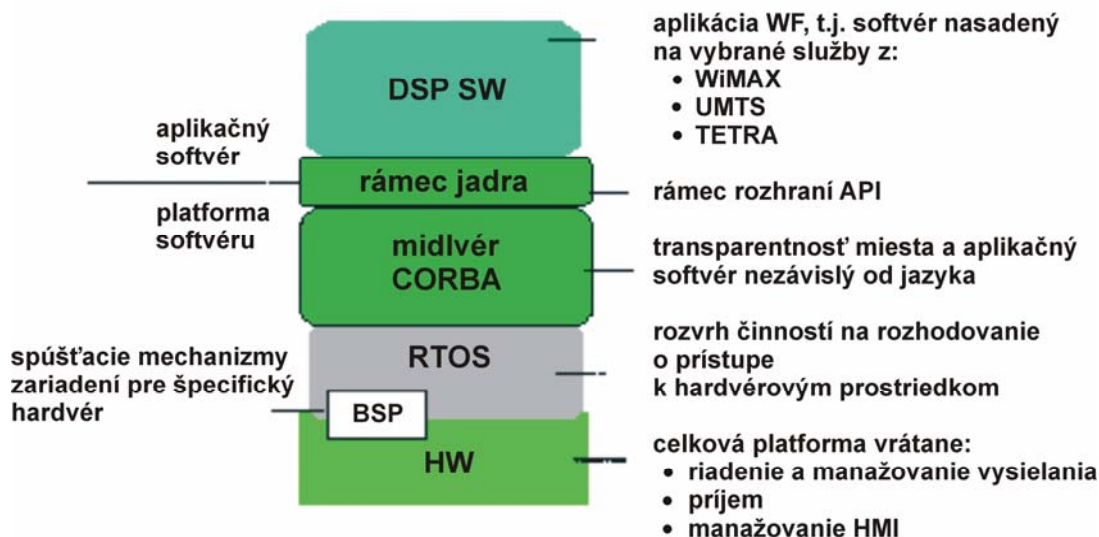 aplikácia WF, t.j. softvér nasadený
na vybrané služby z:
• WiMAX
• UMTS
• TETRA
DSP SW
aplikačný
softvér
rámec jadra
rámec rozhraní API
platforma
softvéru
midlvér
CORBA
transparentnosť miesta a aplikačný
softvér nezávislý od jazyka
RTOS
rozvrh činností na rozhodovanie
o prístupe
k hardvérovým prostriedkom
spúšťacie mechanizmy
zariadení pre špecifický
hardvér
BSP
HW
celková platforma vrátane:
• riadenie a manažovanie vysielania
• príjem
• manažovanie HMI